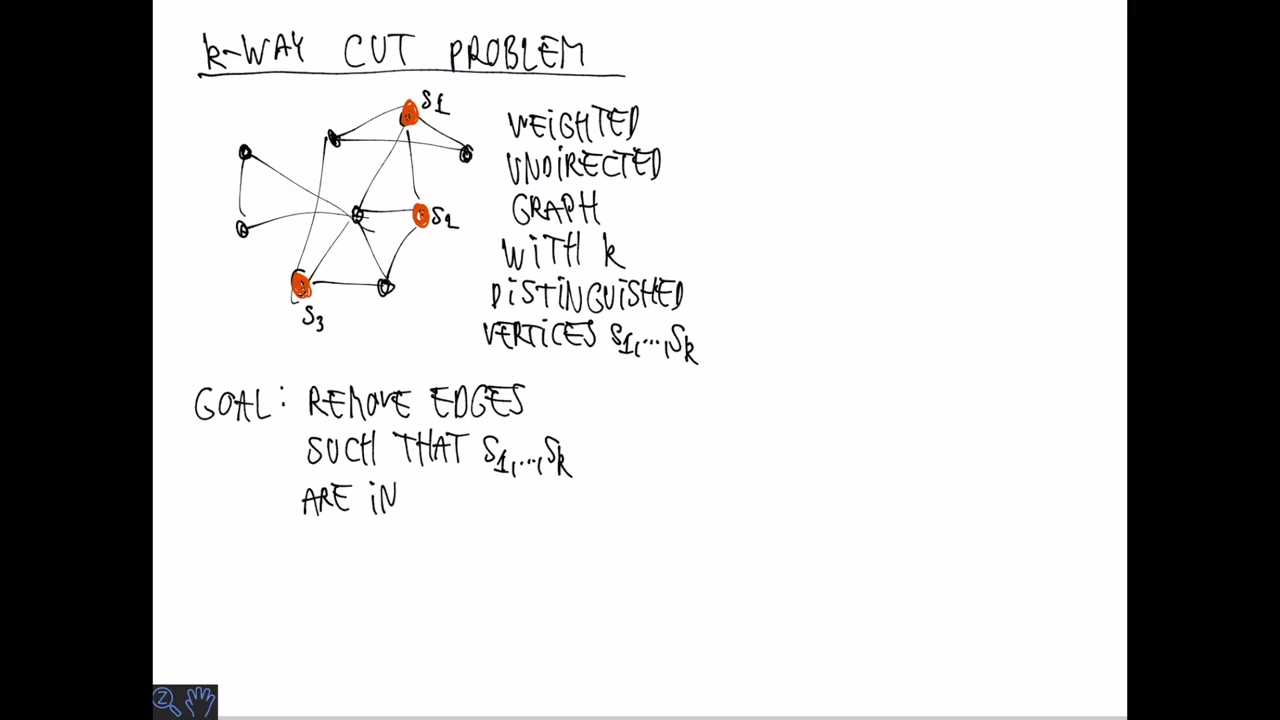 k-WAY CUT PROBLEM
S1
WEIGHTED
UNDIRECTED
GRAPH
S2
WITH k
DISTINGUISHED
S3
VERTICES S1,...,Sk
GOAL: REMOVE EDGES
SUCH THAT S1,...,Sk
ARE IN
Z